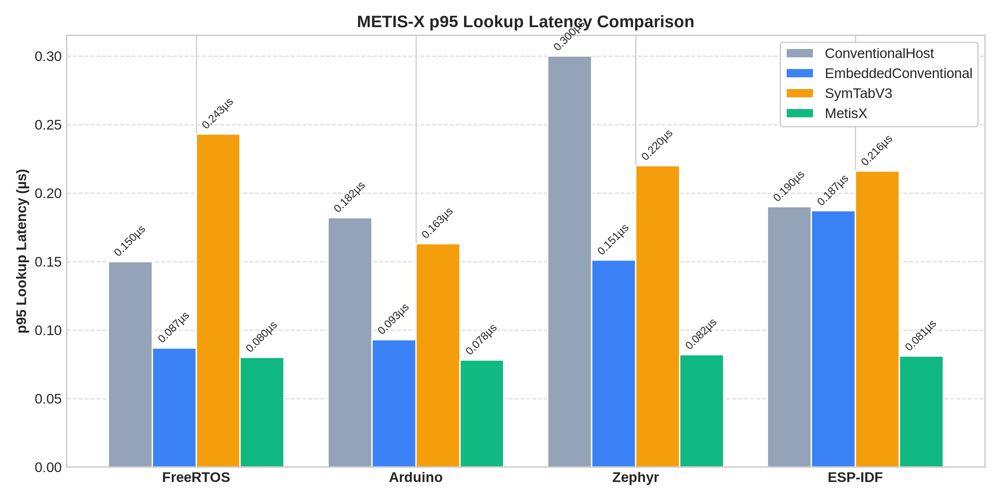 METIS-X p95 Lookup Latency Comparison
0.300µs
0.30
ConventionalHost
EmbeddedConventional
SymTabV3
MetisX
0.243µs
0.25
0.220µs
0.216µs
0.20
0.182µs
0.190µs
0.187µs
p95 Lookup Latency (µs)
0.150µs
0.163µs
0.151µs
0.15
0.087µs
0.080µs
0.093µs
0.078µs
0.082µs
0.081µs
0.10
0.05
0.00
FreeRTOS
Arduino
Zephyr
ESP-IDF